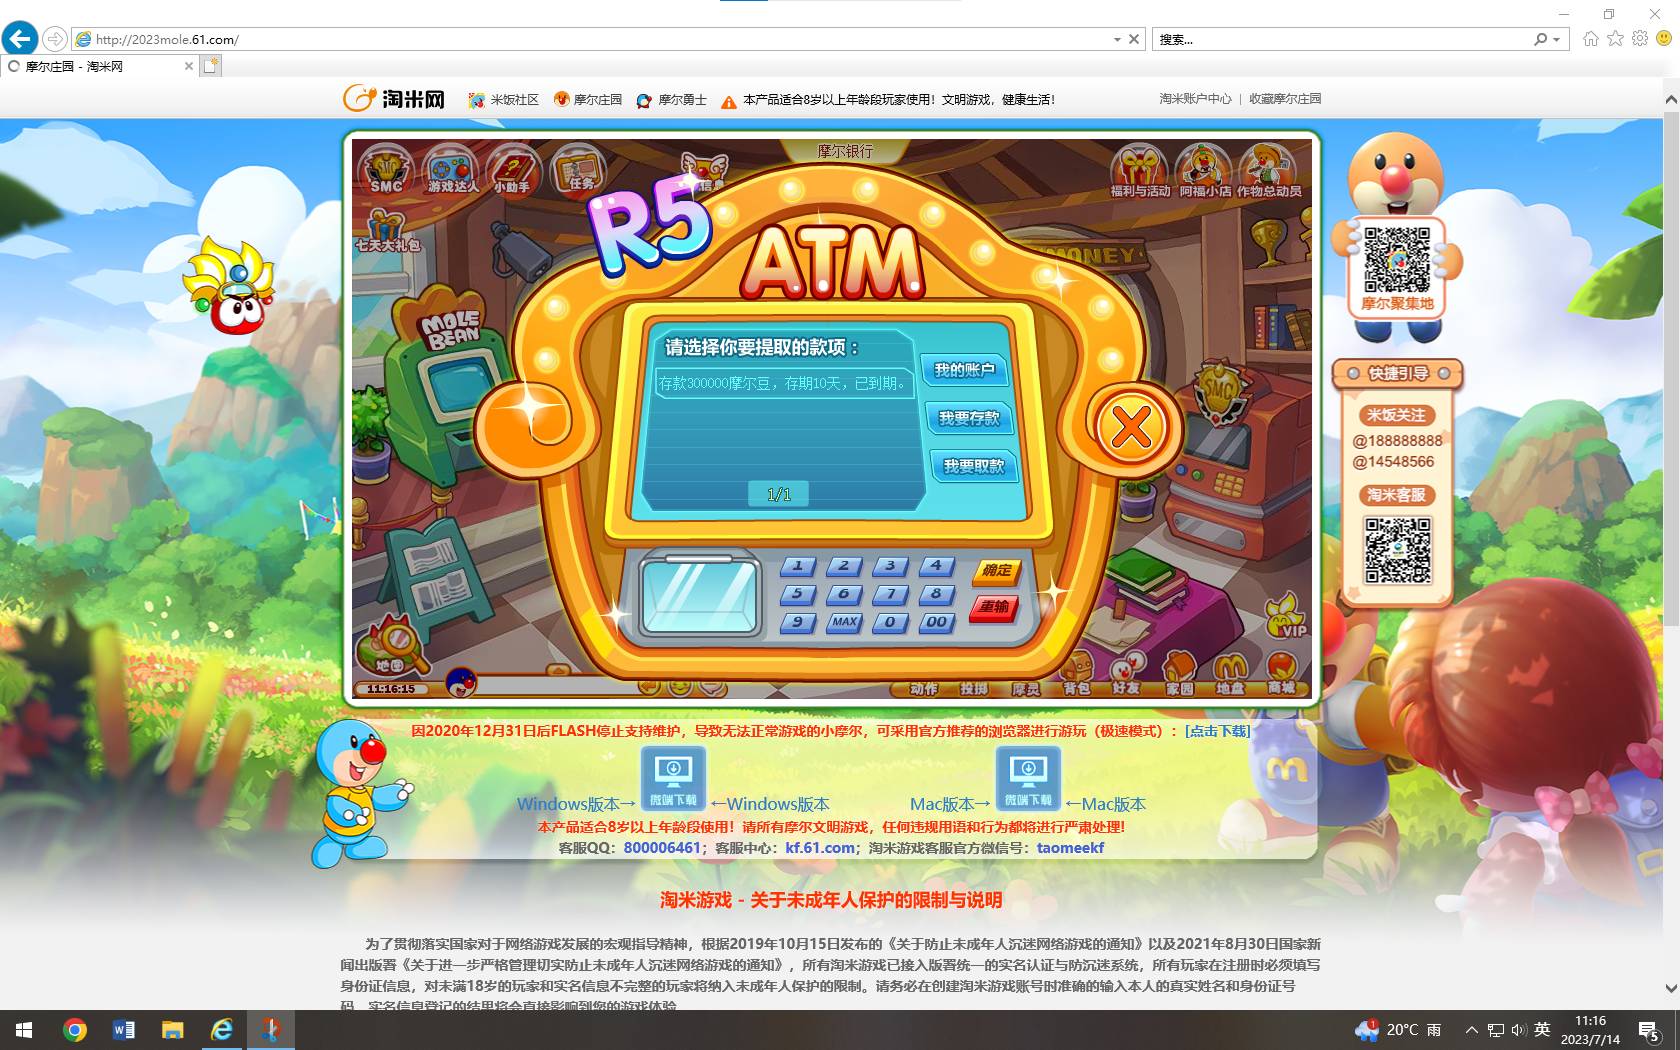 http://2023mole.61.com/
搜索...
摩尔庄园 - 淘米网
淘米网
米饭社区
摩尔庄园
摩尔勇士
本产品适合8岁以上年龄段玩家使用！文明游戏，健康生活！
淘米账户中心 | 收藏摩尔庄园
摩尔银行
SMC
游戏达人
小助手
任务
信息
福利与活动
阿福小店
作物总动员
七天大礼包
R5
ATM
MONEY
MOLE BEAN
请选择你要提取的款项：
存款300000摩尔豆，存期10天，已到期。
我的账户
我要存款
我要取款
1/1
SMC
1 2 3 4 确定
5 6 7 8 重输
9 MAX 0 00
VIP
地图
11:16:15
动作 投掷 摩灵 背包 好友 家园 地盘 商城
摩尔聚集地
快捷引导
米饭关注
@188888888
@14548566
淘米客服
因2020年12月31日后FLASH停止支持维护，导致无法正常游戏的小摩尔，可采用官方推荐的浏览器进行游玩（极速模式）：[点击下载]
Windows版本→ 微端下载 ←Windows版本
Mac版本→ 微端下载 ←Mac版本
本产品适合8岁以上年龄段使用！请所有摩尔文明游戏，任何违规用语和行为都将进行严肃处理!
客服QQ：800006461；客服中心：kf.61.com；淘米游戏客服官方微信号：taomeekf
淘米游戏 - 关于未成年人保护的限制与说明
为了贯彻落实国家对于网络游戏发展的宏观指导精神，根据2019年10月15日发布的《关于防止未成年人沉迷网络游戏的通知》以及2021年8月30日国家新
闻出版署《关于进一步严格管理切实防止未成年人沉迷网络游戏的通知》，所有淘米游戏已接入版署统一的实名认证与防沉迷系统，所有玩家在注册时必须填写
身份证信息，对未满18岁的玩家和实名信息不完整的玩家将纳入未成年人保护的限制。请务必在创建淘米游戏账号时准确的输入本人的真实姓名和身份证号
码，实名信息登记的结果将会直接影响到您的游戏体验
20°C 雨
英
11:16
2023/7/14
5